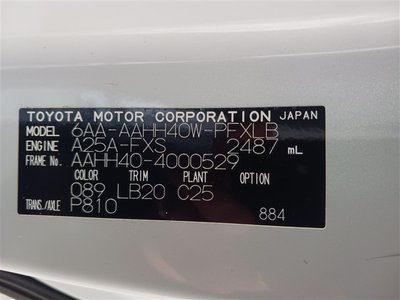 TOYOTA MOTOR CORPORATION JAPAN
MODEL 6AA-AAHH40W-PFXLB
ENGINE A25A-FXS 2487 mL
FRAME No. AAHH40-4000529
COLOR TRIM PLANT OPTION
089 LB20 C25
TRANS./AXLE P810
884